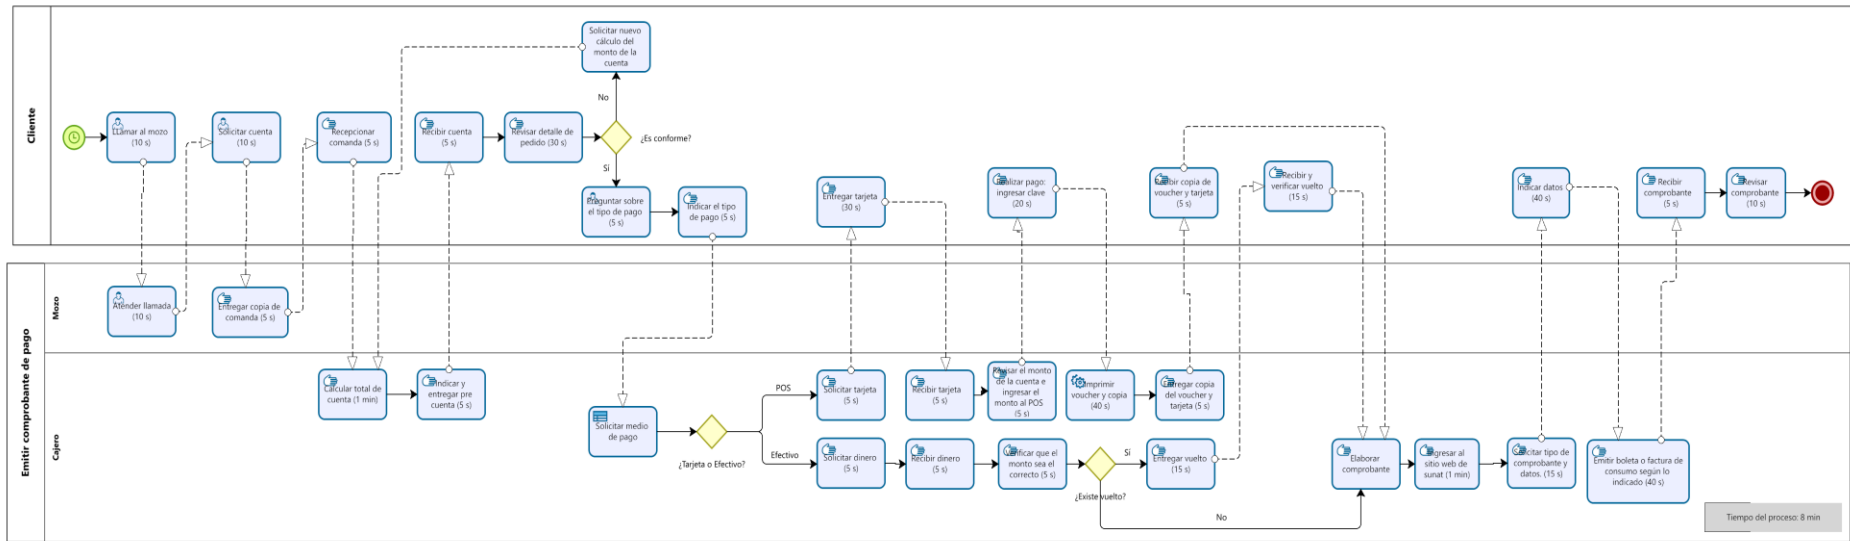 Cliente
Solicitar nuevo
cálculo del
monto de la
cuenta
No
LLamar al mozo
(10 s)
Solicitar cuenta
(10 s)
Recepcionar
comanda (5 s)
Recibir cuenta
(5 s)
Revisar detalle de
pedido (30 s)
¿Es conforme?
Sí
Preguntar sobre
el tipo de pago
(5 s)
Indicar el tipo
de pago (5 s)
Entregar tarjeta
(30 s)
Realizar pago:
ingresar clave
(20 s)
Recibir copia de
voucher y tarjeta
(5 s)
Recibir y
verificar vuelto
(15 s)
Indicar datos
(40 s)
Recibir
comprobante
(5 s)
Revisar
comprobante
(10 s)
Emitir comprobante de pago
Mozo
Atender llamada
(10 s)
Entregar copia de
comanda (5 s)
Cajero
Calcular total de
cuenta (1 min)
Indicar y
entregar pre
cuenta (5 s)
Solicitar medio
de pago
¿Tarjeta o Efectivo?
POS
Solicitar tarjeta
(5 s)
Recibir tarjeta
(5 s)
Revisar el monto
de la cuenta e
ingresar el
monto al POS
(5 s)
Imprimir
voucher y copia
(40 s)
Entregar copia
del voucher y
tarjeta (5 s)
Efectivo
Solicitar dinero
(5 s)
Recibir dinero
(5 s)
Verificar que el
monto sea el
correcto (5 s)
¿Existe vuelto?
Sí
Entregar vuelto
(15 s)
No
Elaborar
comprobante
Ingresar al
sitio web de
sunat (1 min)
Solicitar tipo de
comprobante y
datos. (15 s)
Emitir boleta o factura de
consumo según lo
indicado (40 s)
Tiempo del proceso: 8 min